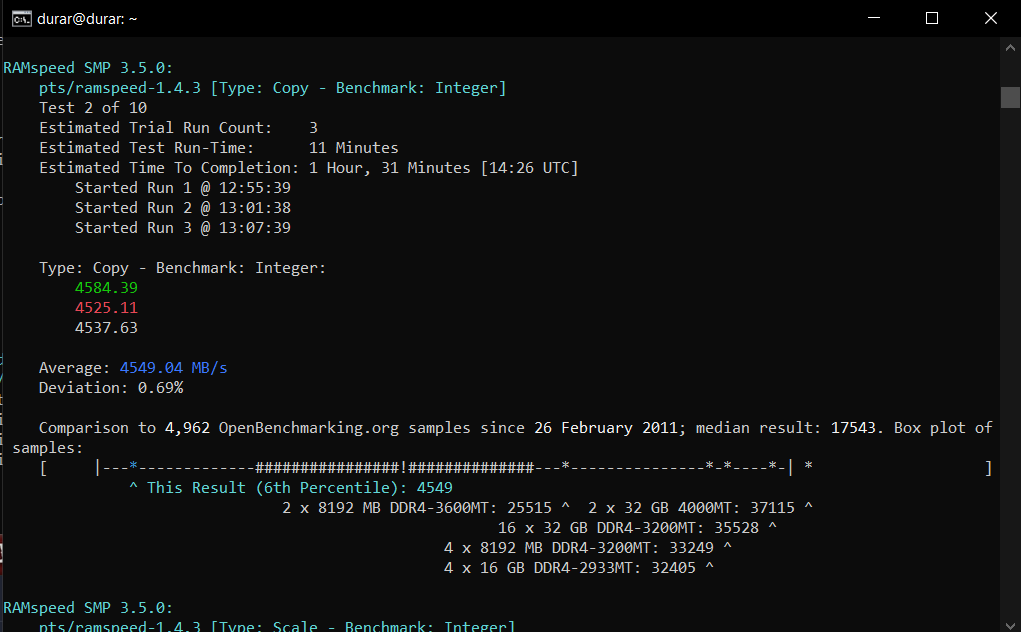 durar@durar: ~
RAMspeed SMP 3.5.0:
pts/ramspeed-1.4.3 [Type: Copy - Benchmark: Integer]
Test 2 of 10
Estimated Trial Run Count:    3
Estimated Test Run-Time:      11 Minutes
Estimated Time To Completion: 1 Hour, 31 Minutes [14:26 UTC]
Started Run 1 @ 12:55:39
Started Run 2 @ 13:01:38
Started Run 3 @ 13:07:39
Type: Copy - Benchmark: Integer:
4584.39
4525.11
4537.63
Average: 4549.04 MB/s
Deviation: 0.69%
Comparison to 4,962 OpenBenchmarking.org samples since 26 February 2011; median result: 17543. Box plot of
samples:
[     |---*-------------################!##############---*---------------*-*----*-| *                   ]
^ This Result (6th Percentile): 4549
2 x 8192 MB DDR4-3600MT: 25515 ^  2 x 32 GB 4000MT: 37115 ^
16 x 32 GB DDR4-3200MT: 35528 ^
4 x 8192 MB DDR4-3200MT: 33249 ^
4 x 16 GB DDR4-2933MT: 32405 ^
RAMspeed SMP 3.5.0:
pts/ramspeed-1.4.3 [Type: Scale - Benchmark: Integer]